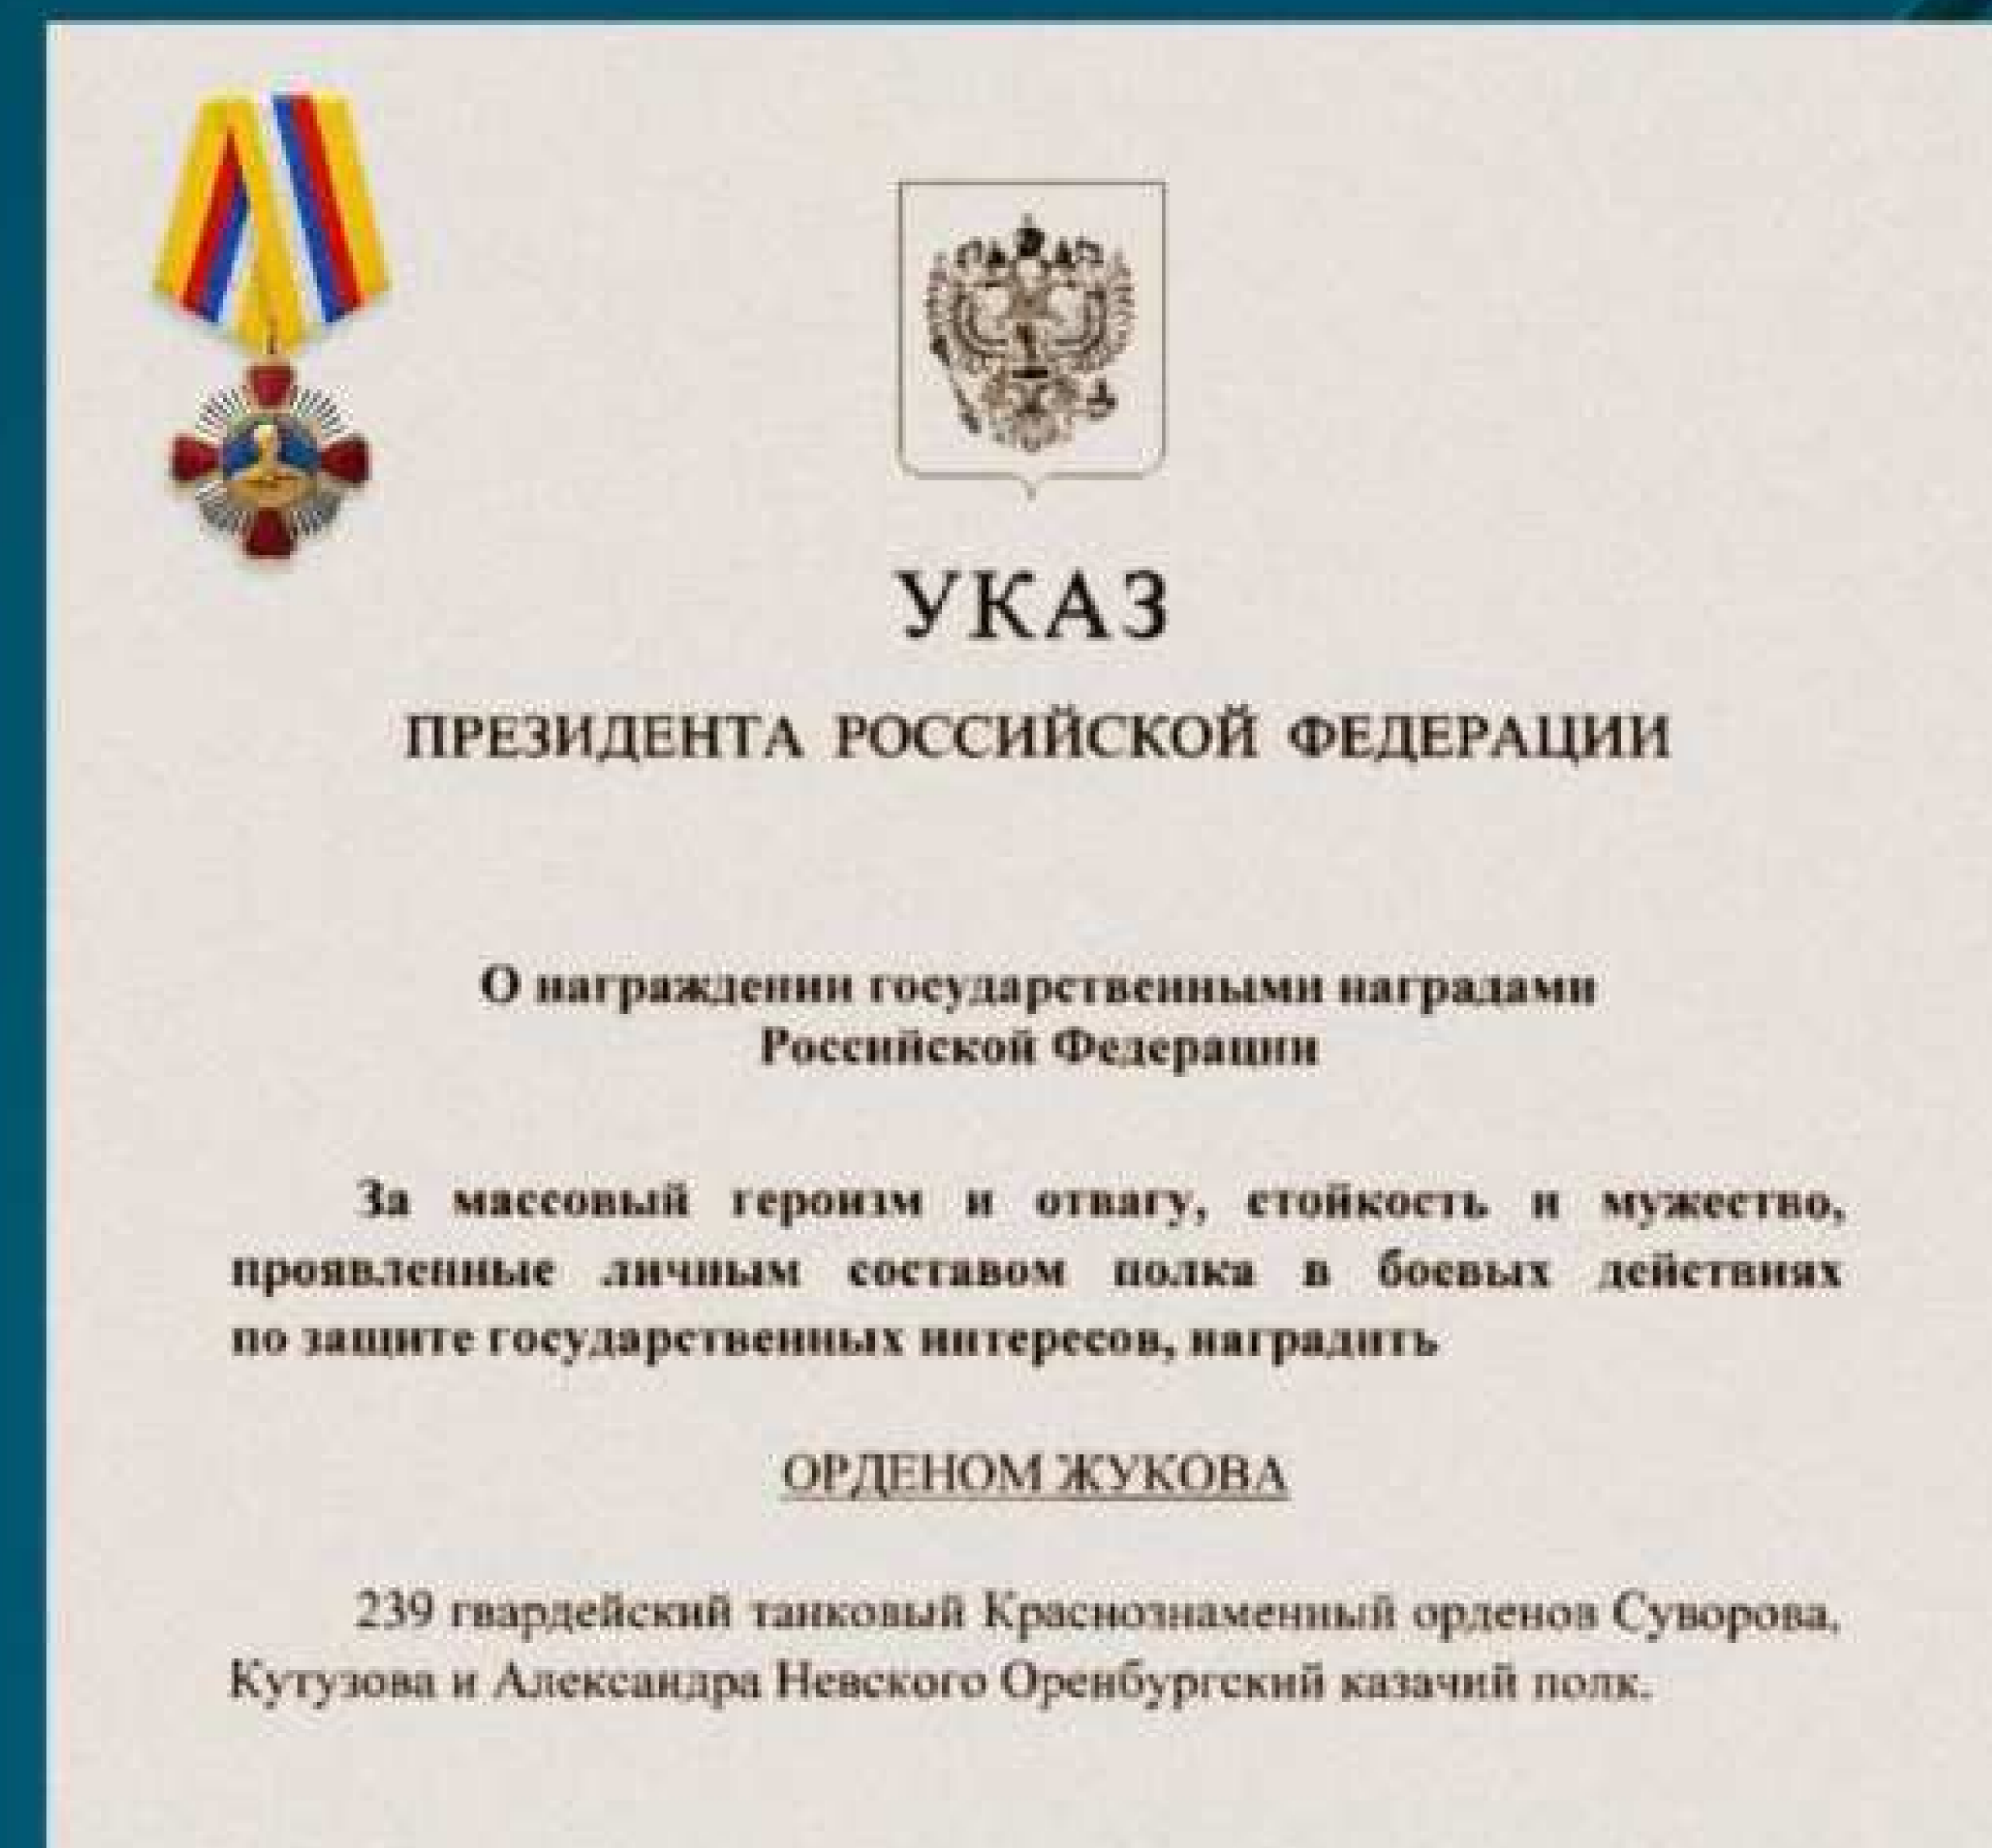 УКАЗ
ПРЕЗИДЕНТА РОССИЙСКОЙ ФЕДЕРАЦИИ
О награждении государственными наградами
Российской Федерации
За массовый героизм и отвагу, стойкость и мужество,
проявленные личным составом полка в боевых действиях
по защите государственных интересов, наградить
ОРДЕНОМ ЖУКОВА
239 гвардейский танковый Краснознаменный орденов Суворова,
Кутузова и Александра Невского Оренбургский казачий полк.